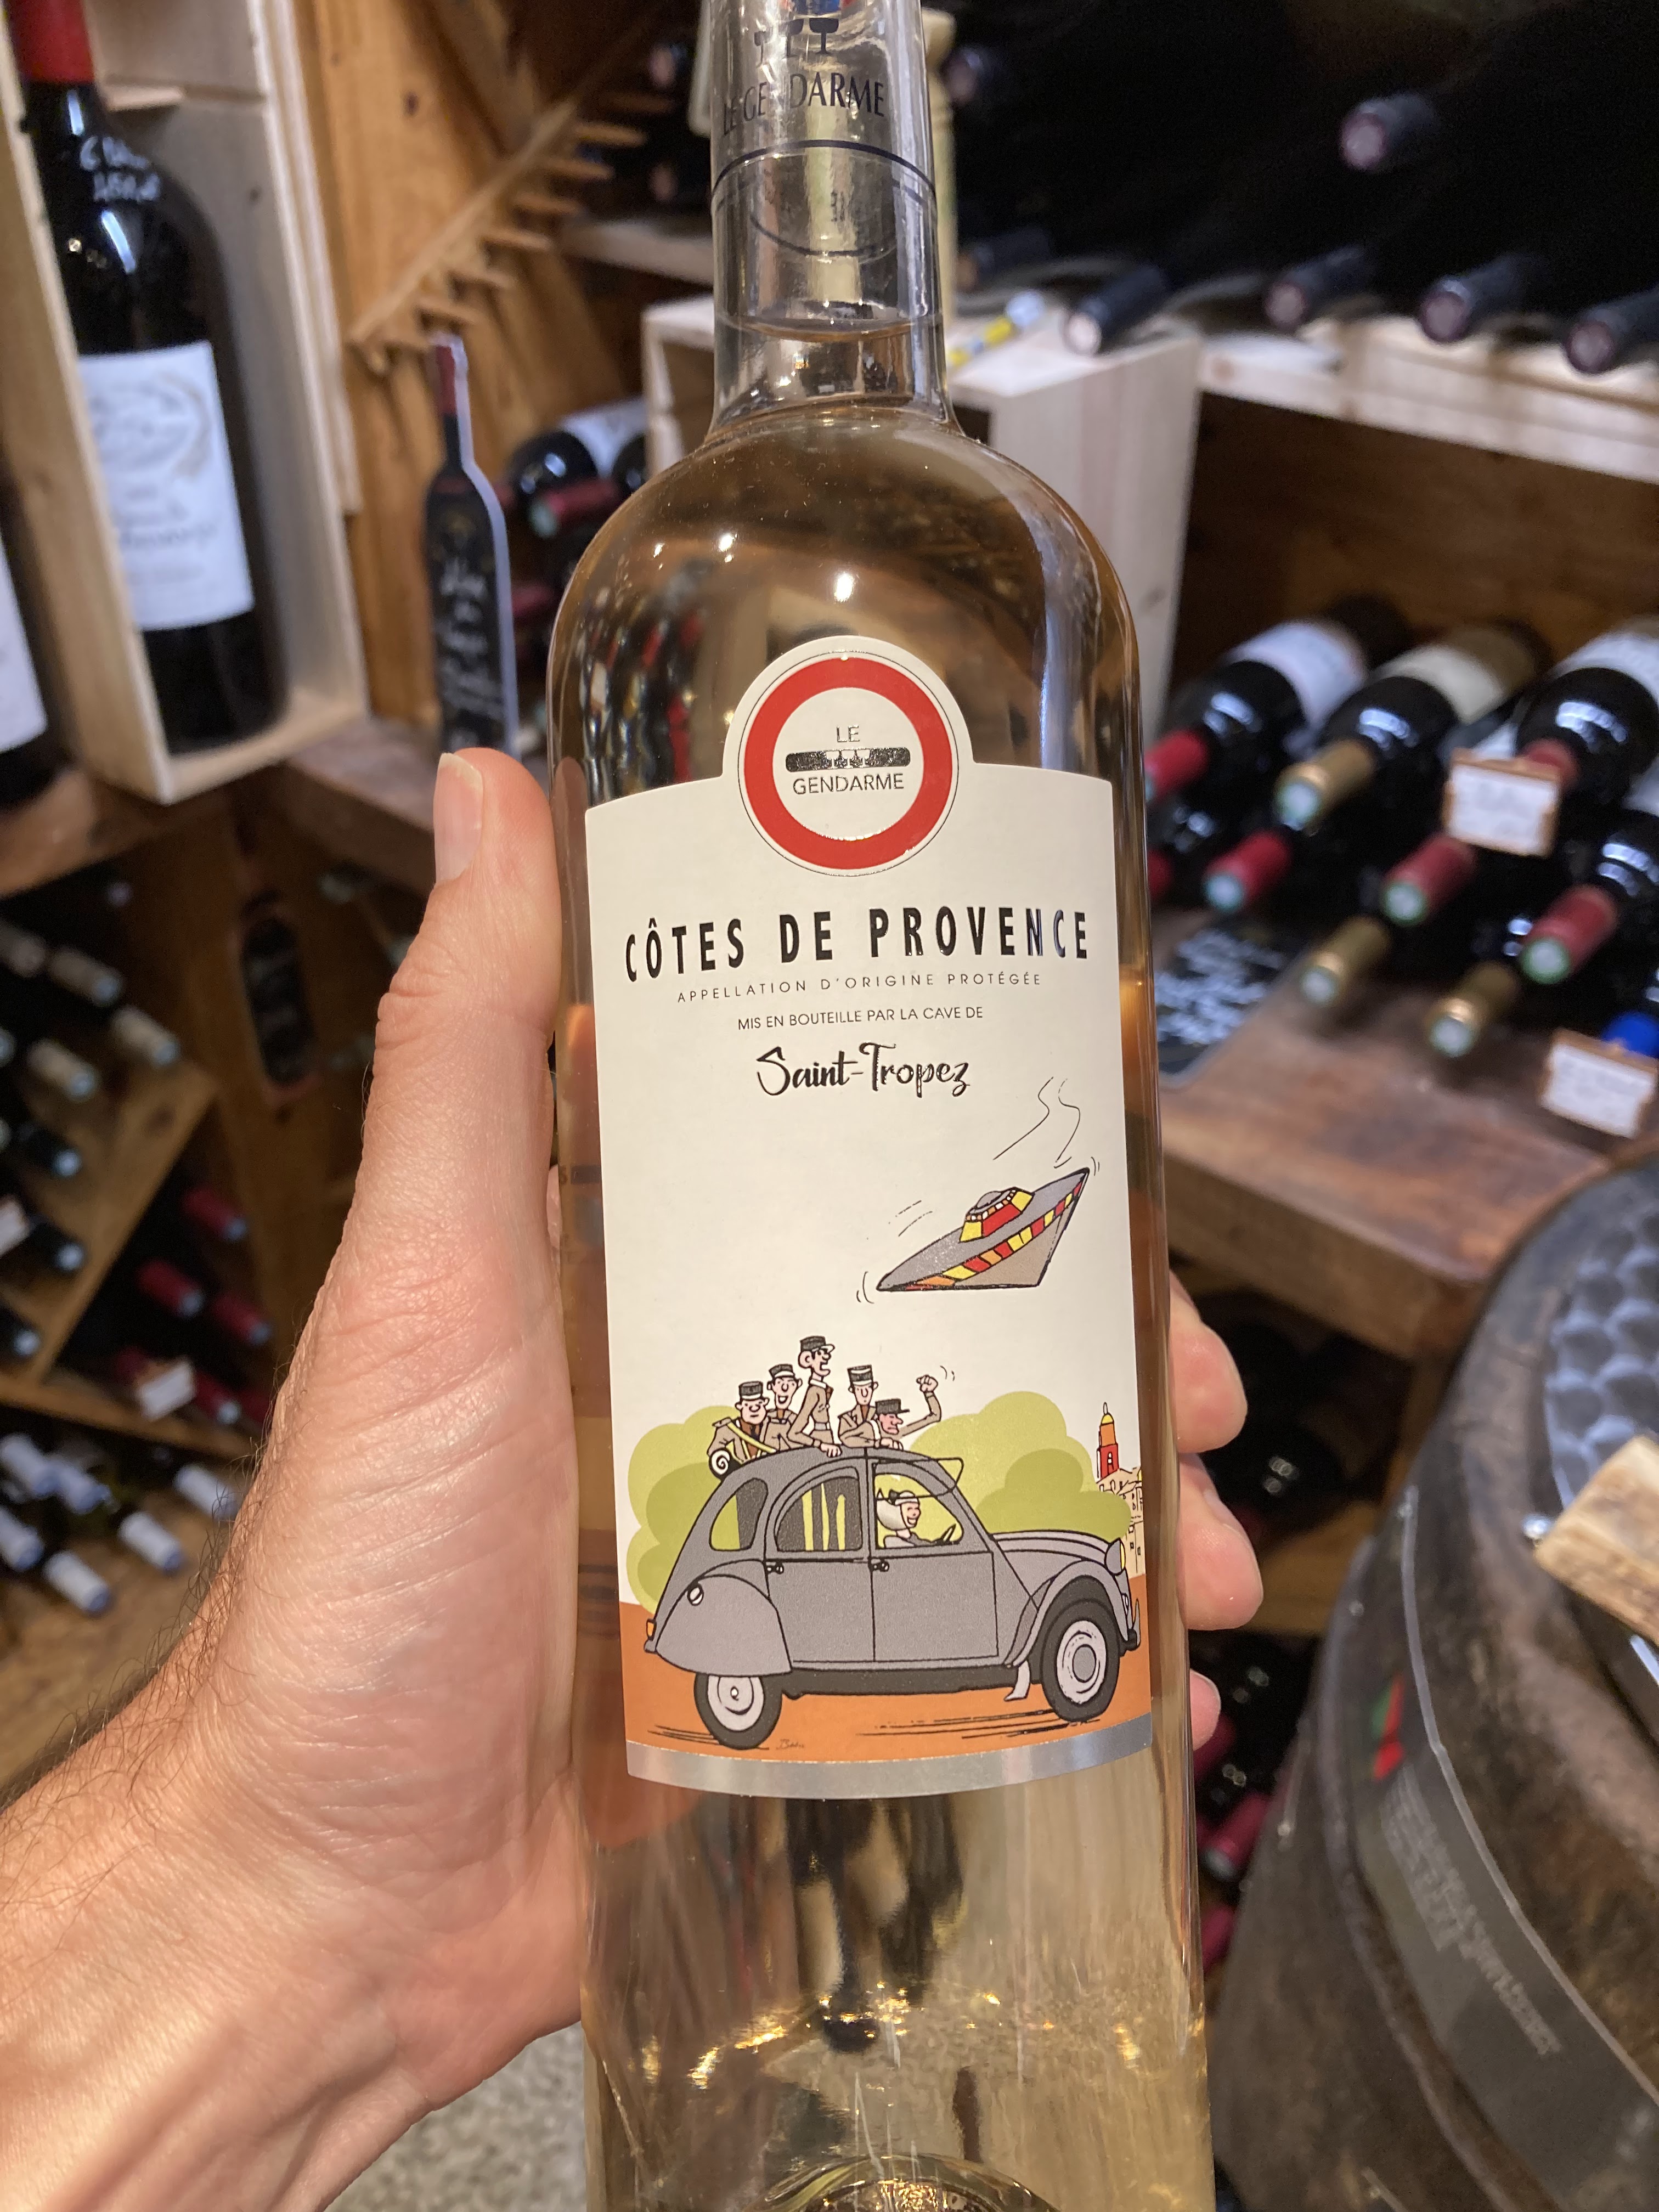 LE GENDARME
LE
GENDARME
CÔTES DE PROVENCE
APPELLATION D'ORIGINE PROTÉGÉE
MIS EN BOUTEILLE PAR LA CAVE DE
Saint-Tropez